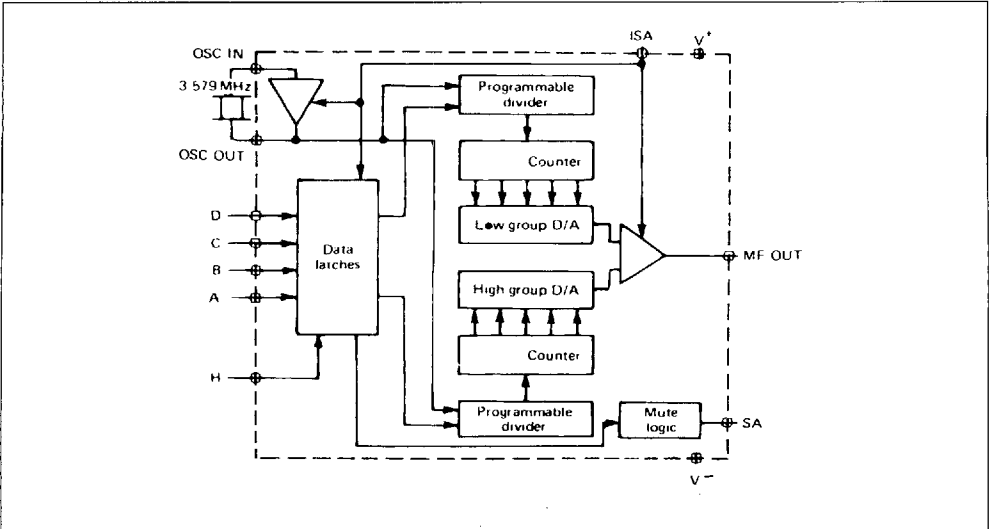 ISA
V+
OSC IN
3 579 MHz
OSC OUT
Programmable
divider
Counter
Low group D/A
D
C
B
A
Data
latches
MF OUT
High group D/A
Counter
H
Programmable
divider
Mute
logic
SA
V−